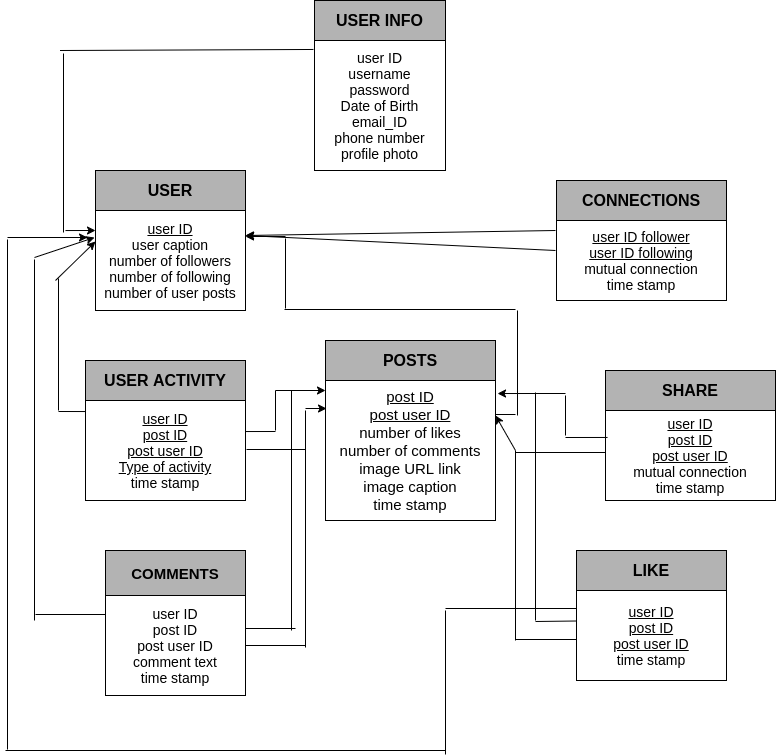 USER INFO
user ID
username
password
Date of Birth
email_ID
phone number
profile photo
USER
user ID
user caption
number of followers
number of following
number of user posts
CONNECTIONS
user ID follower
user ID following
mutual connection
time stamp
USER ACTIVITY
user ID
post ID
post user ID
Type of activity
time stamp
POSTS
post ID
post user ID
number of likes
number of comments
image URL link
image caption
time stamp
SHARE
user ID
post ID
post user ID
mutual connection
time stamp
COMMENTS
user ID
post ID
post user ID
comment text
time stamp
LIKE
user ID
post ID
post user ID
time stamp